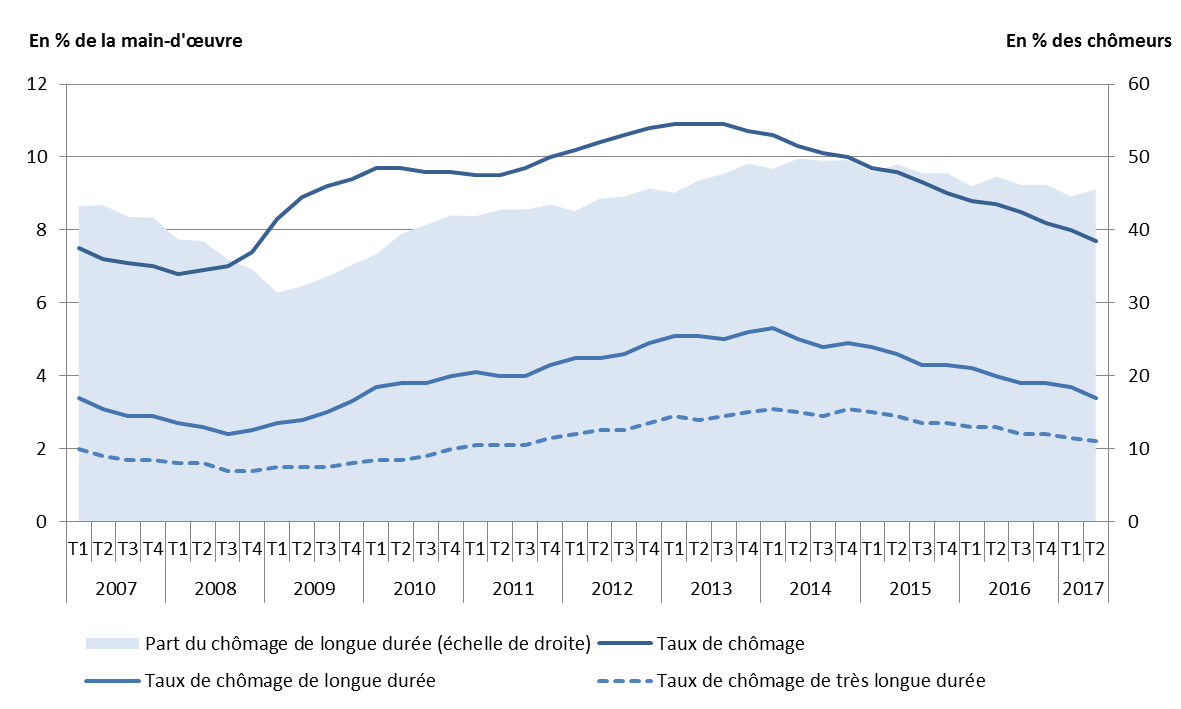 En % de la main-d'œuvre En % des chômeurs
12 60
10 50
8 40
6 30
4 20
2 10
0 0
T1 T2 T3 T4 T1 T2 T3 T4 T1 T2 T3 T4 T1 T2 T3 T4 T1 T2 T3 T4 T1 T2 T3 T4 T1 T2 T3 T4 T1 T2 T3 T4 T1 T2 T3 T4 T1 T2 T3 T4 T1 T2
2007 2008 2009 2010 2011 2012 2013 2014 2015 2016 2017
Part du chômage de longue durée (échelle de droite) Taux de chômage
Taux de chômage de longue durée Taux de chômage de très longue durée